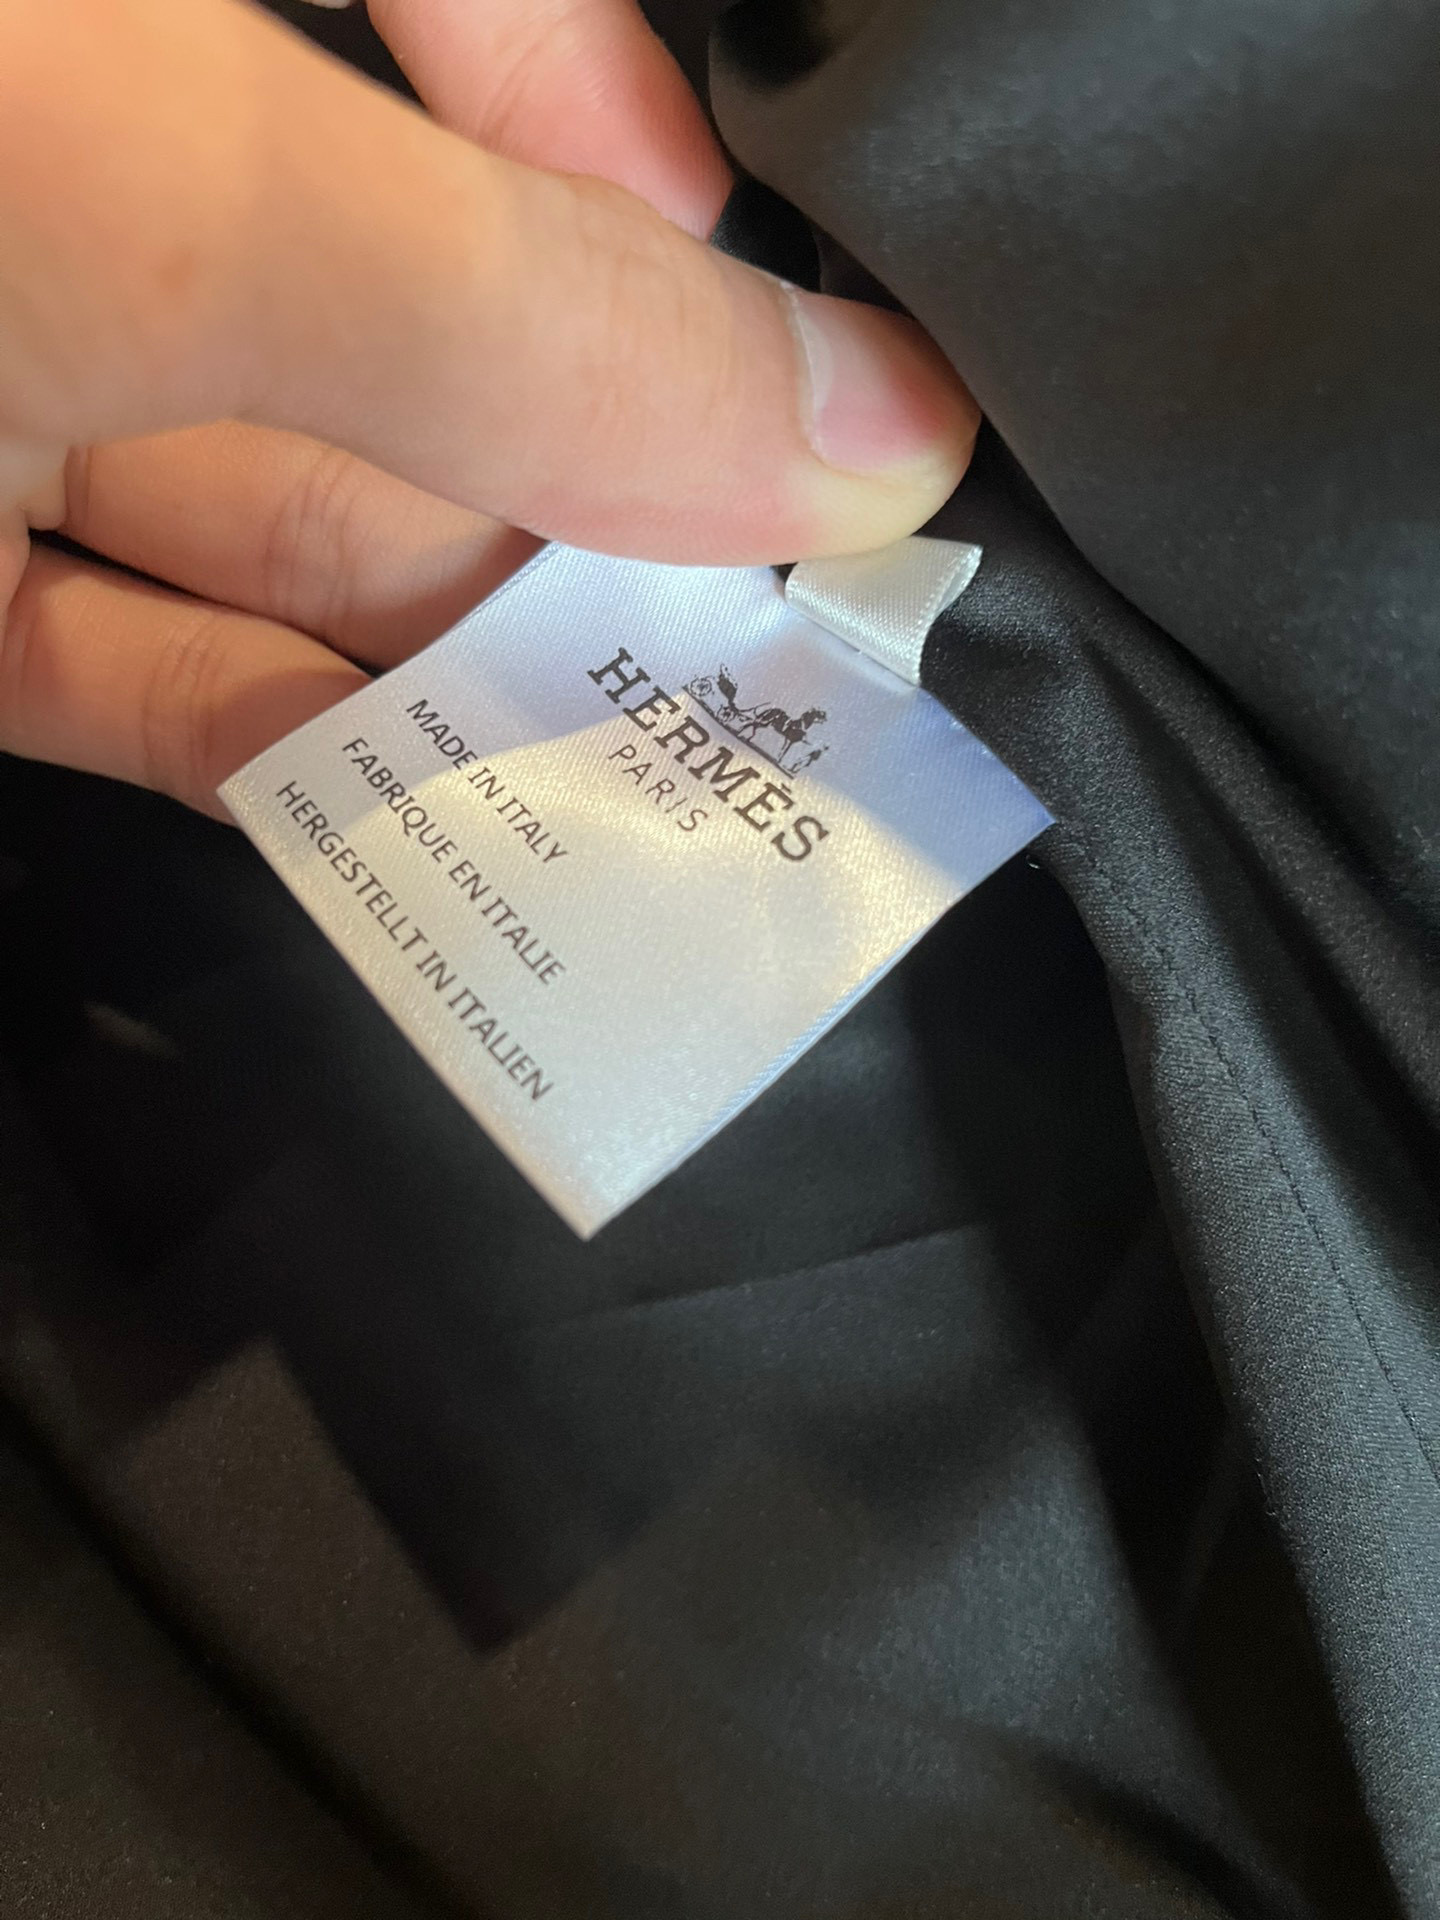 HERMÈS
PARIS
MADE IN ITALY
FABRIQUE EN ITALIE
HERGESTELLT IN ITALIEN